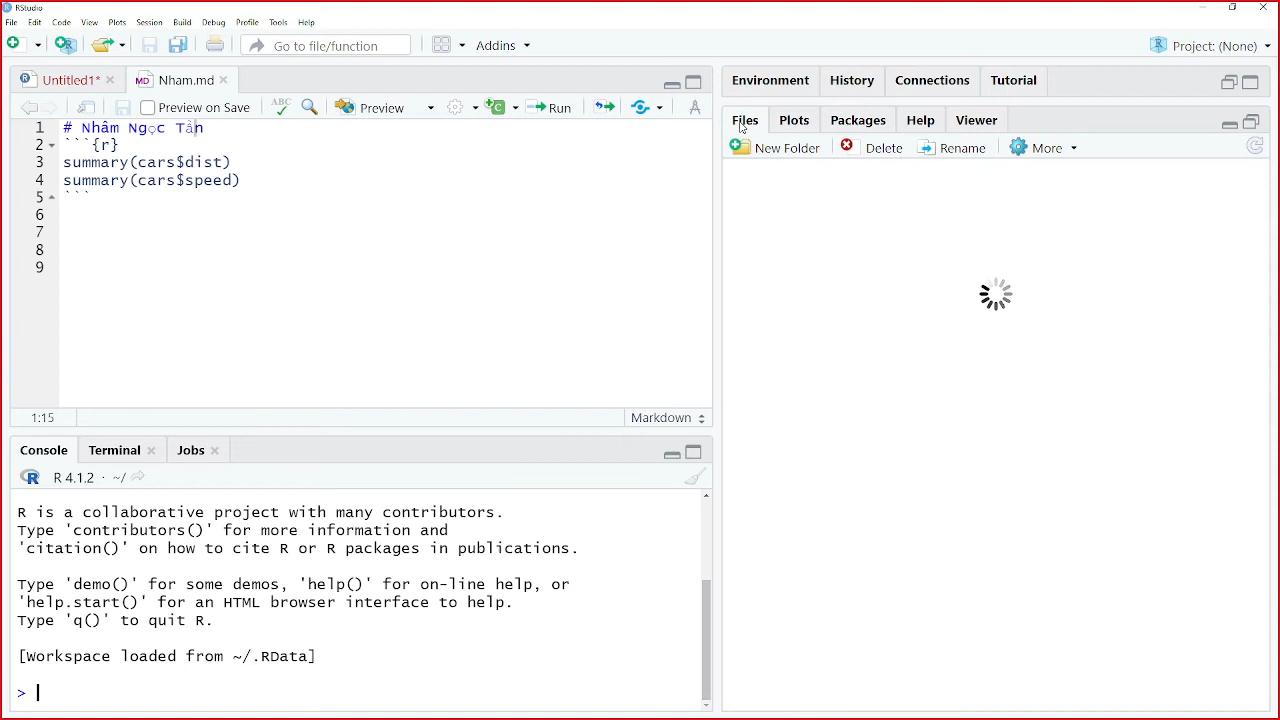 RStudio
File Edit Code View Plots Session Build Debug Profile Tools Help
Go to file/function Addins Project: (None)
Untitled1* Nham.md
Preview on Save ABC Preview Run
1 # Nhâm Ngọc Tản
2 ```{r}
3 summary(cars$dist)
4 summary(cars$speed)
5 ```
6
7
8
9
1:15 Markdown
Console Terminal Jobs
R 4.1.2 · ~/
R is a collaborative project with many contributors.
Type 'contributors()' for more information and
'citation()' on how to cite R or R packages in publications.
Type 'demo()' for some demos, 'help()' for on-line help, or
'help.start()' for an HTML browser interface to help.
Type 'q()' to quit R.
[Workspace loaded from ~/.RData]
>
Environment History Connections Tutorial
Files Plots Packages Help Viewer
New Folder Delete Rename More